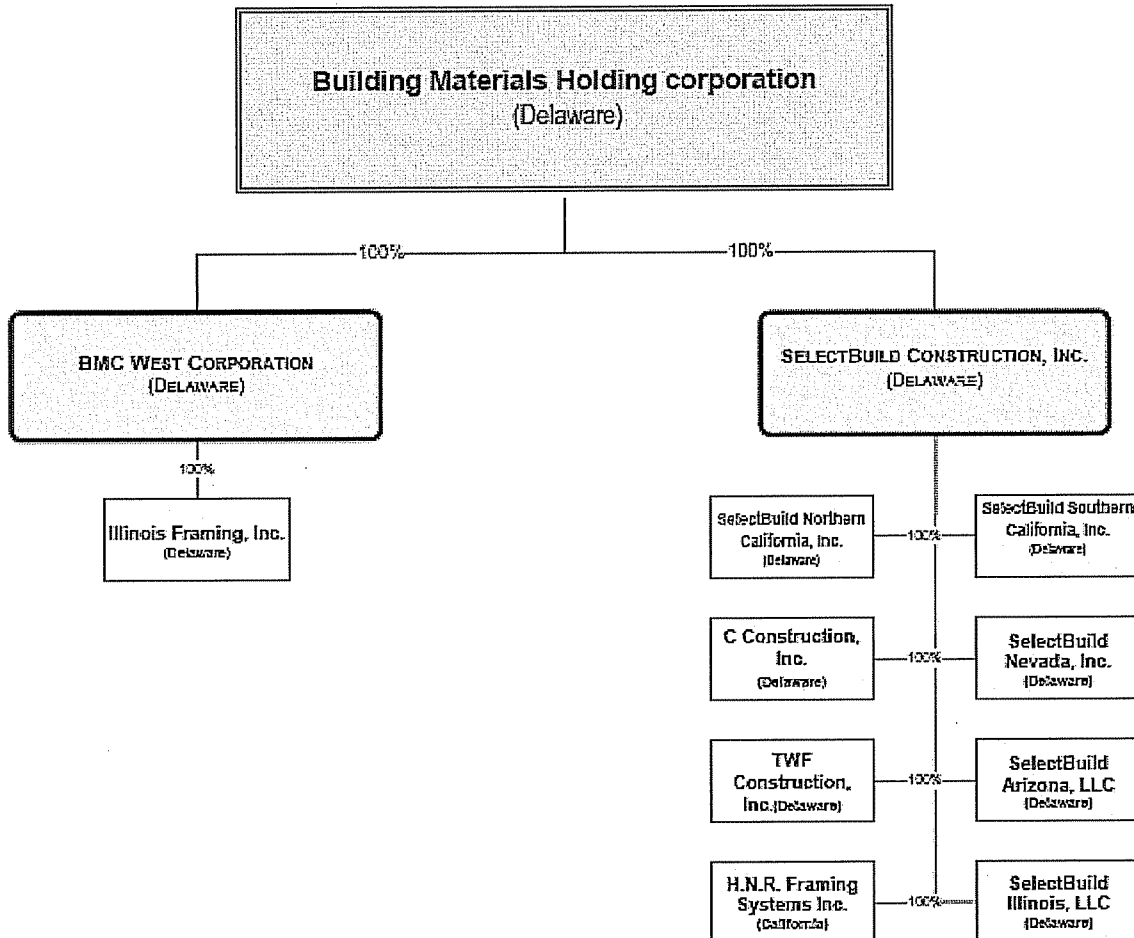 Building Materials Holding corporation
(Delaware)
100%
100%
BMC WEST CORPORATION
(DELAWARE)
SELECTBUILD CONSTRUCTION, INC.
(DELAWARE)
100%
Illinois Framing, Inc.
(Delaware)
SelectBuild Northern
California, Inc.
(Delaware)
100%
SelectBuild Southern
California, Inc.
(Delaware)
C Construction,
Inc.
(Delaware)
100%
SelectBuild
Nevada, Inc.
(Delaware)
TWF
Construction,
Inc.(Delaware)
100%
SelectBuild
Arizona, LLC
(Delaware)
H.N.R. Framing
Systems Inc.
(California)
100%
SelectBuild
Illinois, LLC
(Delaware)